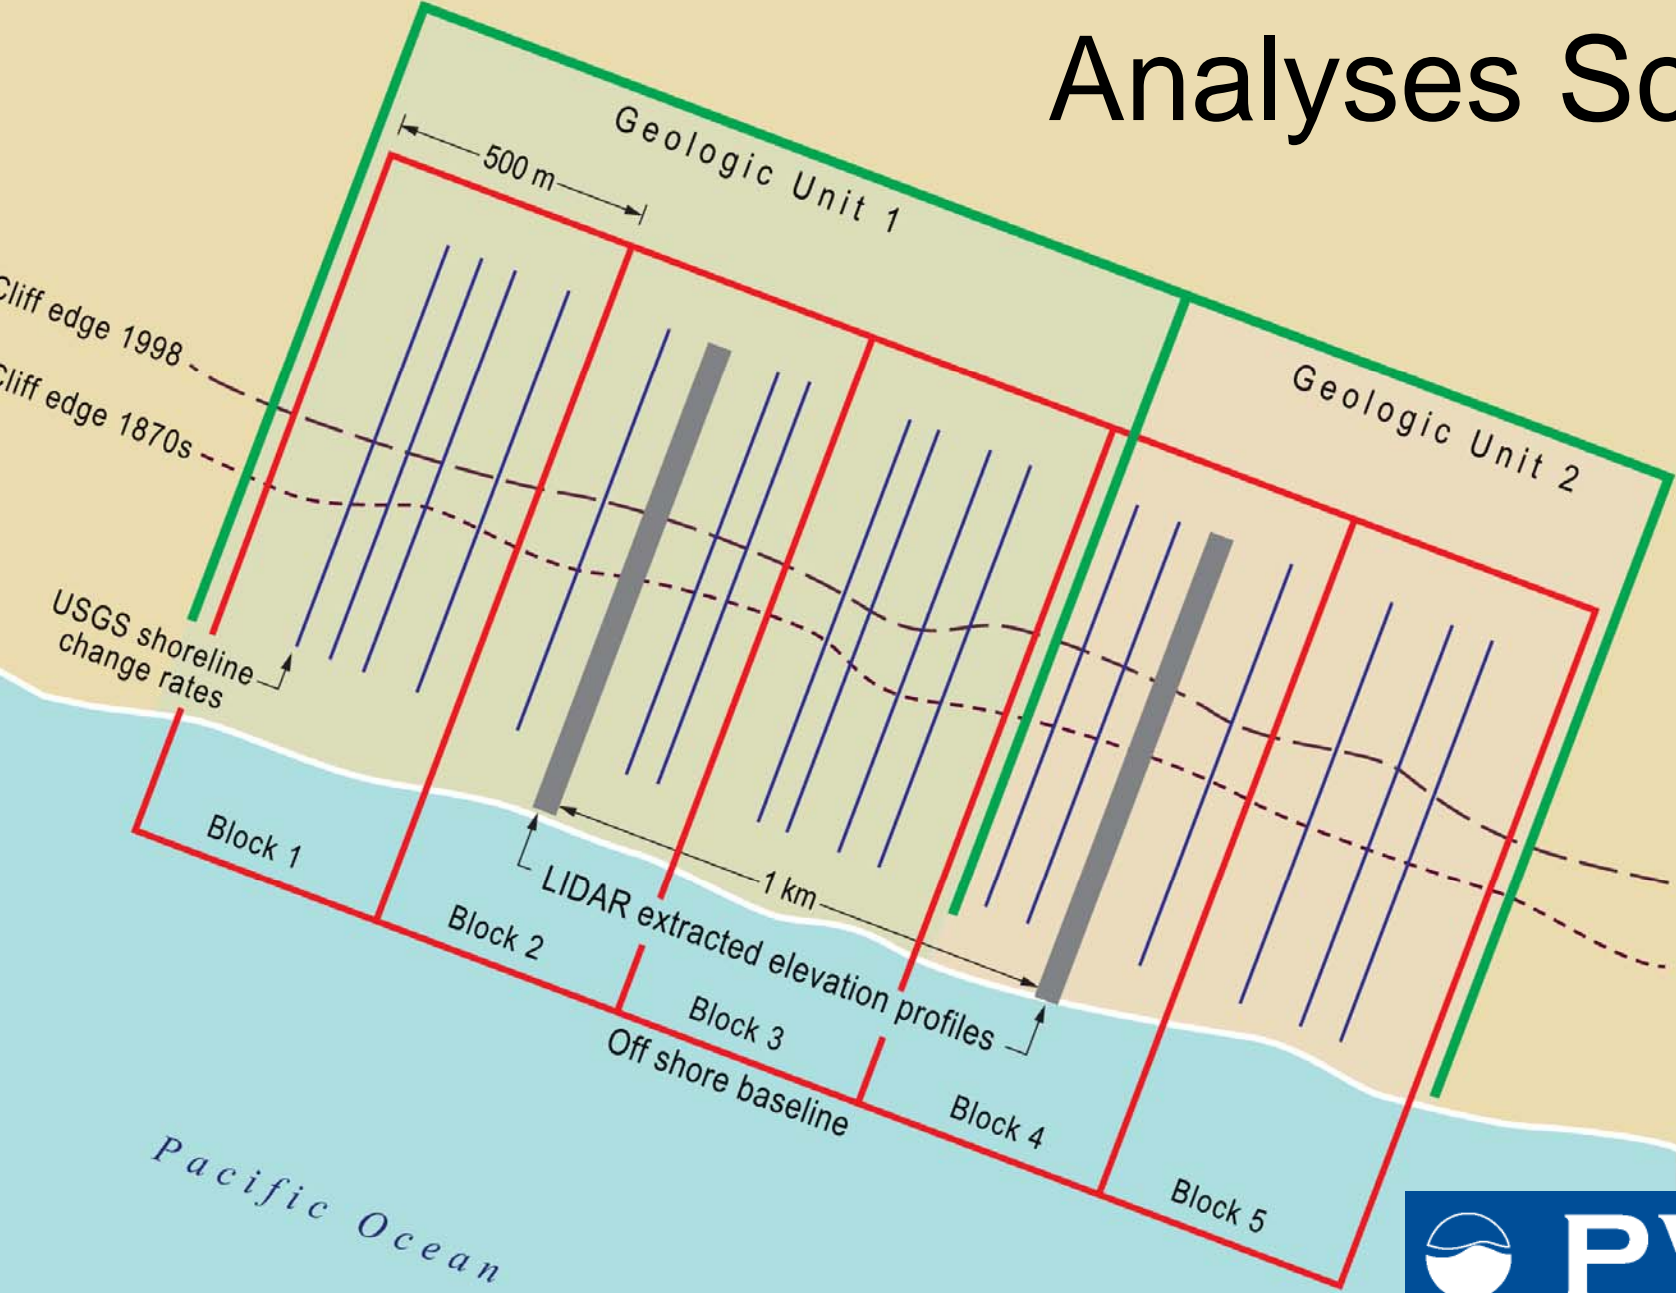 Analyses Sc
Geologic Unit 1
500 m
Cliff edge 1998
Cliff edge 1870s
Geologic Unit 2
USGS shoreline
change rates
1 km
LIDAR extracted elevation profiles
Block 1
Block 2
Block 3
Block 4
Block 5
Off shore baseline
Pacific Ocean